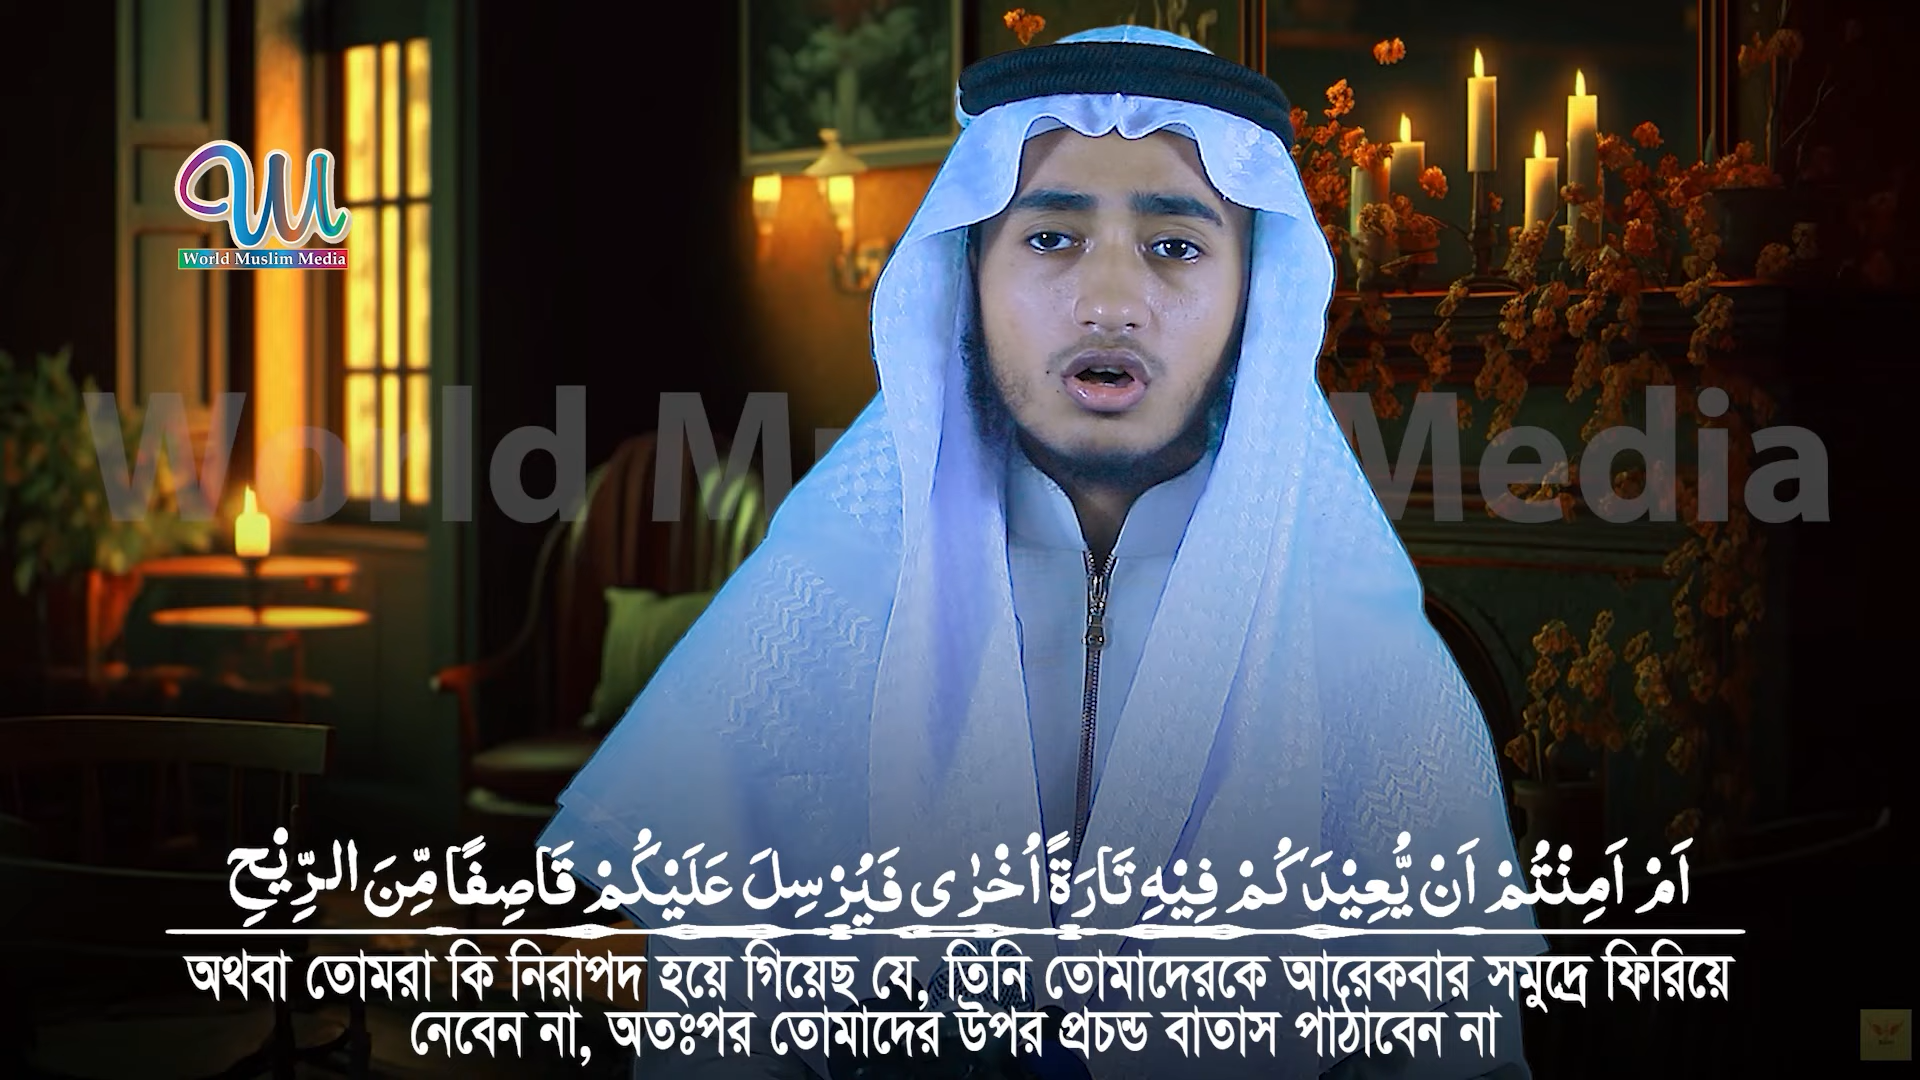 World Muslim Media
World Mu Media
اَمْ اَمِنْتُمْ اَنْ يُّعِيْدَكُمْ فِيْهِ تَارَةً اُخْرٰى فَيُرْسِلَ عَلَيْكُمْ قَاصِفًا مِّنَ الرِّيْحِ
অথবা তোমরা কি নিরাপদ হয়ে গিয়েছ যে, তিনি তোমাদেরকে আরেকবার সমুদ্রে ফিরিয়ে
নেবেন না, অতঃপর তোমাদের উপর প্রচন্ড বাতাস পাঠাবেন না